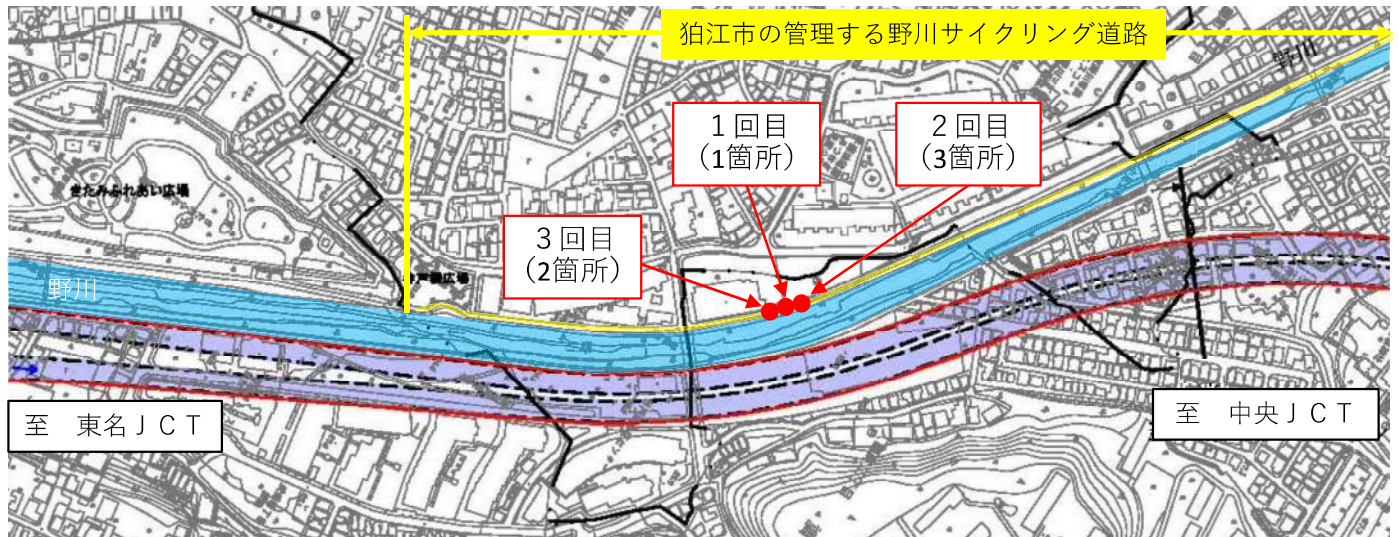 狛江市の管理する野川サイクリング道路
野川
1回目
(1箇所)
2回目
(3箇所)
きたみふれあい広場
3回目
(2箇所)
野川
至 東名JCT
至 中央JCT